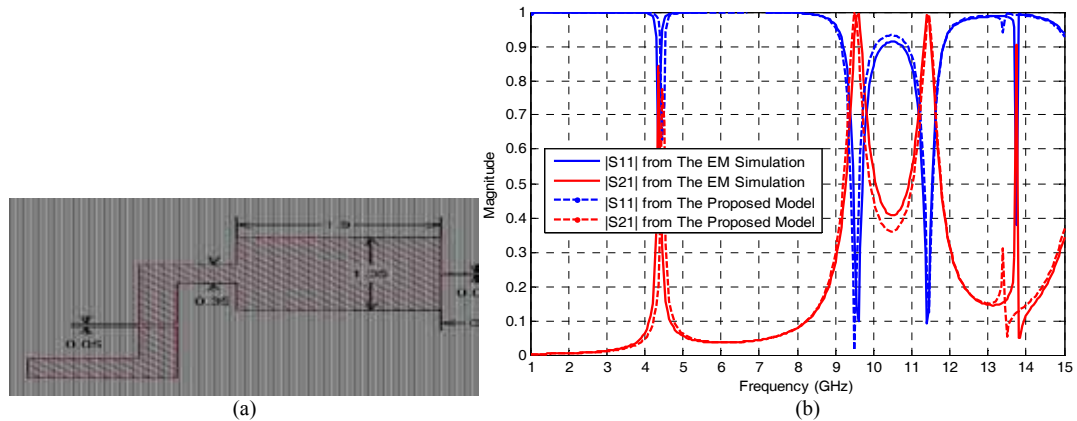 1.9
1.35
0.35
0.05
(a)
Magnitude
1
0.9
0.8
0.7
0.6
0.5
0.4
0.3
0.2
0.1
0
|S11| from The EM Simulation
|S21| from The EM Simulation
|S11| from The Proposed Model
|S21| from The Proposed Model
1 2 3 4 5 6 7 8 9 10 11 12 13 14 15
Frequency (GHz)
(b)